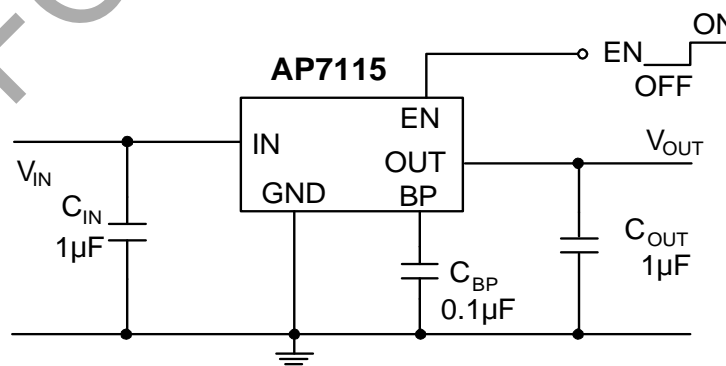 ON
EN
OFF
AP7115
EN
IN
OUT
GND
BP
VIN
VOUT
CIN
1µF
COUT
1µF
CBP
0.1µF